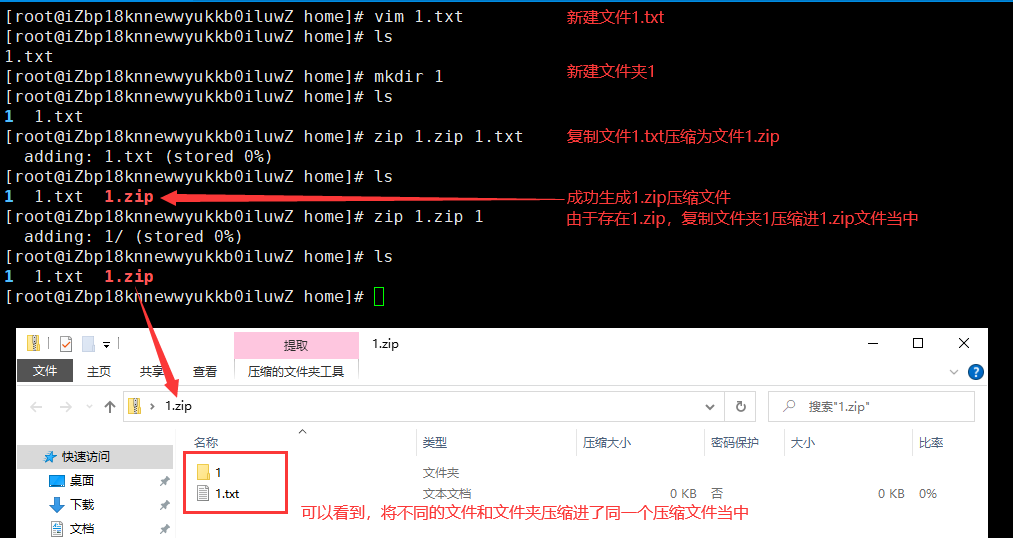 [root@iZbp18knnewwyukkb0iluwZ home]# vim 1.txt 新建文件1.txt
[root@iZbp18knnewwyukkb0iluwZ home]# ls
1.txt
[root@iZbp18knnewwyukkb0iluwZ home]# mkdir 1 新建文件夹1
[root@iZbp18knnewwyukkb0iluwZ home]# ls
1 1.txt
[root@iZbp18knnewwyukkb0iluwZ home]# zip 1.zip 1.txt 复制文件1.txt压缩为文件1.zip
adding: 1.txt (stored 0%)
[root@iZbp18knnewwyukkb0iluwZ home]# ls
1 1.txt 1.zip 成功生成1.zip压缩文件
[root@iZbp18knnewwyukkb0iluwZ home]# zip 1.zip 1 由于存在1.zip，复制文件夹1压缩进1.zip文件当中
adding: 1/ (stored 0%)
[root@iZbp18knnewwyukkb0iluwZ home]# ls
1 1.txt 1.zip
[root@iZbp18knnewwyukkb0iluwZ home]#
提取 1.zip
文件 主页 共享 查看 压缩的文件夹工具
1.zip 搜索"1.zip"
名称 类型 压缩大小 密码保护 大小 比率
快速访问
桌面
下载
文档
1 文件夹
1.txt 文本文档 0 KB 否 0 KB 0%
可以看到，将不同的文件和文件夹压缩进了同一个压缩文件当中